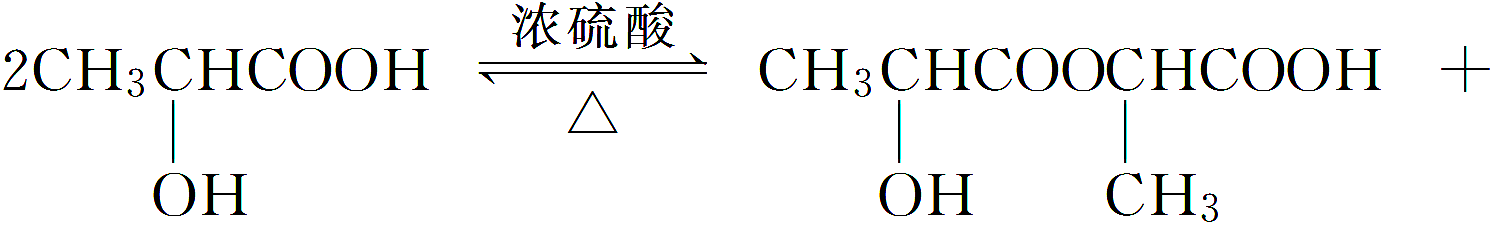 浓硫酸
2CH₃CHCOOH ⇌ CH₃CHCOOCHCOOH +
△
OH OH CH₃